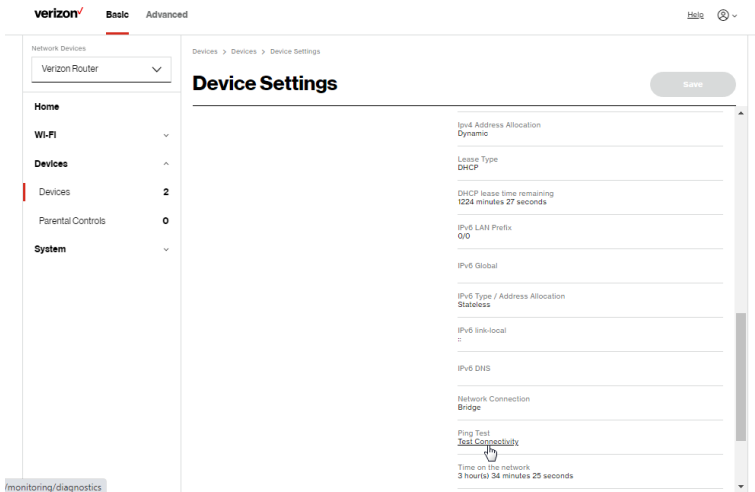 verizon✓ Basic Advanced Help
Network Devices
Verizon Router
Home
Wi-Fi
Devices
Devices 2
Parental Controls 0
System
Devices > Devices > Device Settings
Device Settings
Save
Ipv4 Address Allocation
Dynamic
Lease Type
DHCP
DHCP lease time remaining
1224 minutes 27 seconds
IPv6 LAN Prefix
0/0
IPv6 Global
IPv6 Type / Address Allocation
Stateless
IPv6 link-local
::
IPv6 DNS
Network Connection
Bridge
Ping Test
Test Connectivity
Time on the network
3 hour(s) 34 minutes 25 seconds
/monitoring/diagnostics